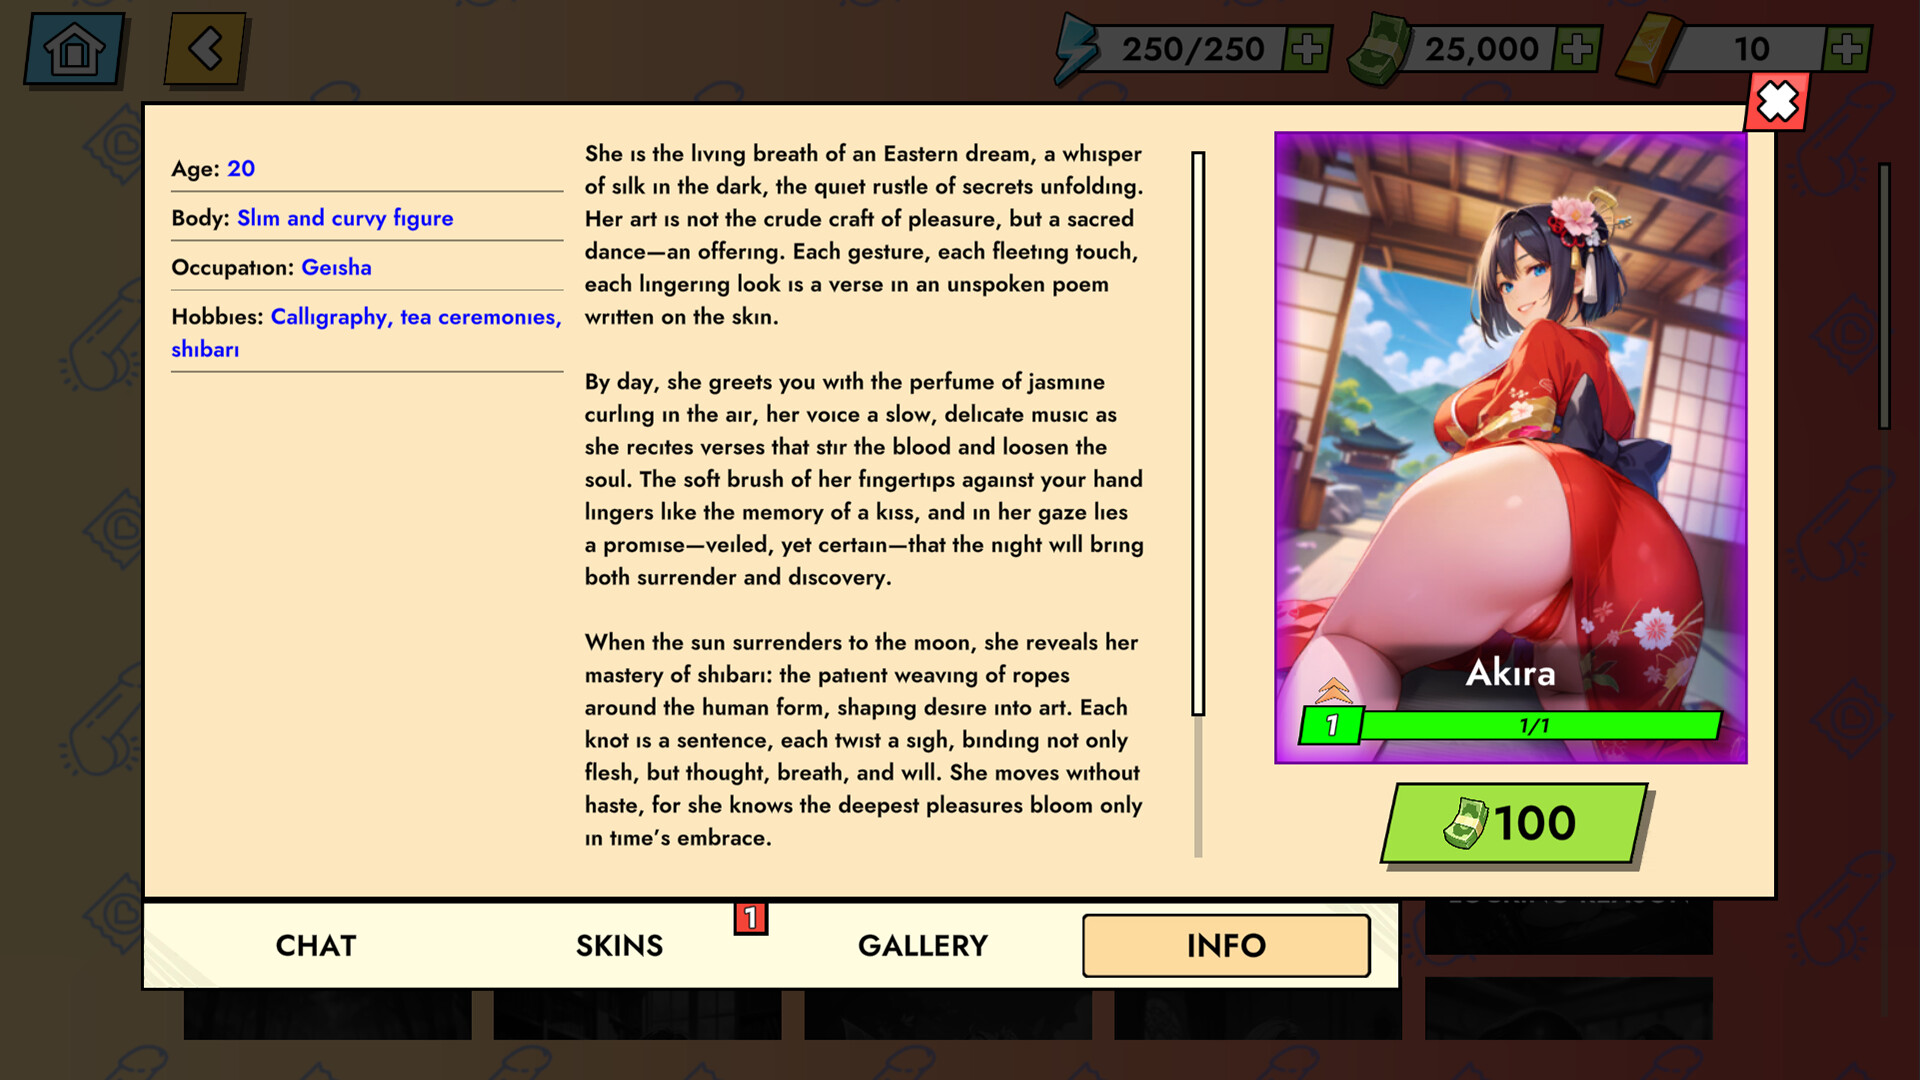 250/250
25,000
10
Age: 20
Body: Slim and curvy figure
Occupation: Geisha
Hobbies: Calligraphy, tea ceremonies,
shibari
She is the living breath of an Eastern dream, a whisper
of silk in the dark, the quiet rustle of secrets unfolding.
Her art is not the crude craft of pleasure, but a sacred
dance—an offering. Each gesture, each fleeting touch,
each lingering look is a verse in an unspoken poem
written on the skin.
By day, she greets you with the perfume of jasmine
curling in the air, her voice a slow, delicate music as
she recites verses that stir the blood and loosen the
soul. The soft brush of her fingertips against your hand
lingers like the memory of a kiss, and in her gaze lies
a promise—veiled, yet certain—that the night will bring
both surrender and discovery.
When the sun surrenders to the moon, she reveals her
mastery of shibari: the patient weaving of ropes
around the human form, shaping desire into art. Each
knot is a sentence, each twist a sigh, binding not only
flesh, but thought, breath, and will. She moves without
haste, for she knows the deepest pleasures bloom only
in time's embrace.
Akira
1
1/1
100
CHAT
SKINS
1
GALLERY
INFO